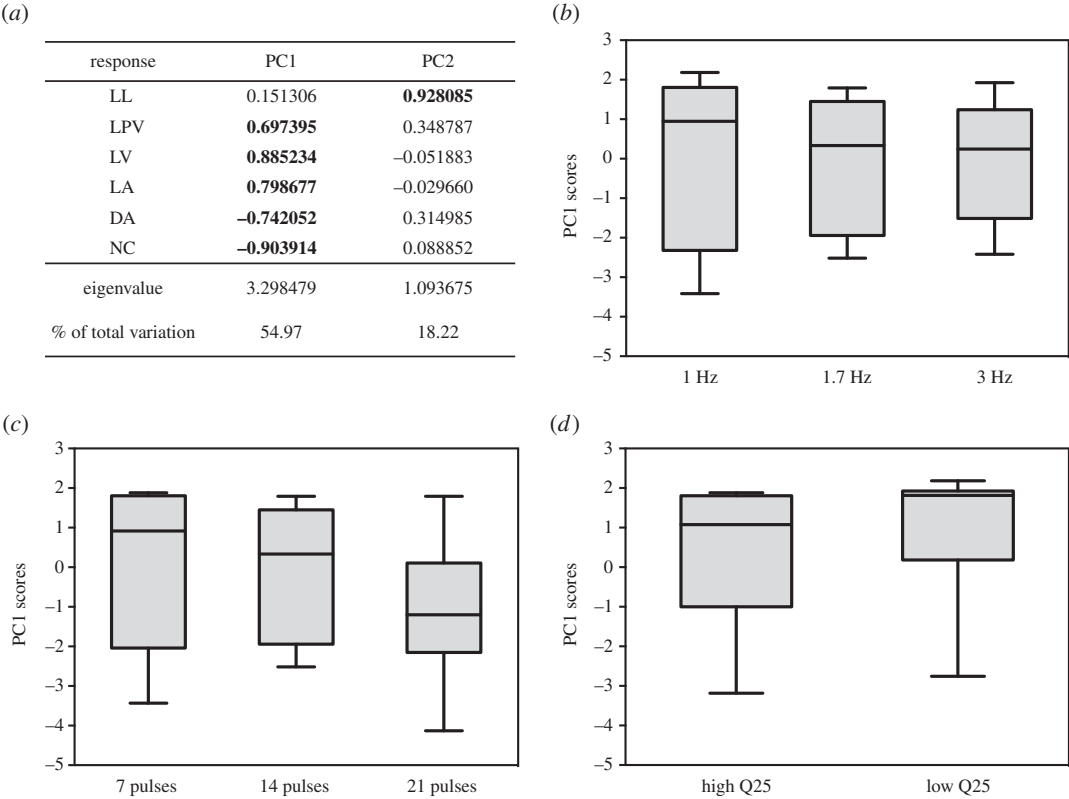 (a)
response PC1 PC2
LL 0.151306 0.928085
LPV 0.697395 0.348787
LV 0.885234 –0.051883
LA 0.798677 –0.029660
DA –0.742052 0.314985
NC –0.903914 0.088852
eigenvalue 3.298479 1.093675
% of total variation 54.97 18.22
(b)
PC1 scores
3
2
1
0
–1
–2
–3
–4
–5
1 Hz 1.7 Hz 3 Hz
(c)
PC1 scores
3
2
1
0
–1
–2
–3
–4
–5
7 pulses 14 pulses 21 pulses
(d)
PC1 scores
3
2
1
0
–1
–2
–3
–4
–5
high Q25 low Q25